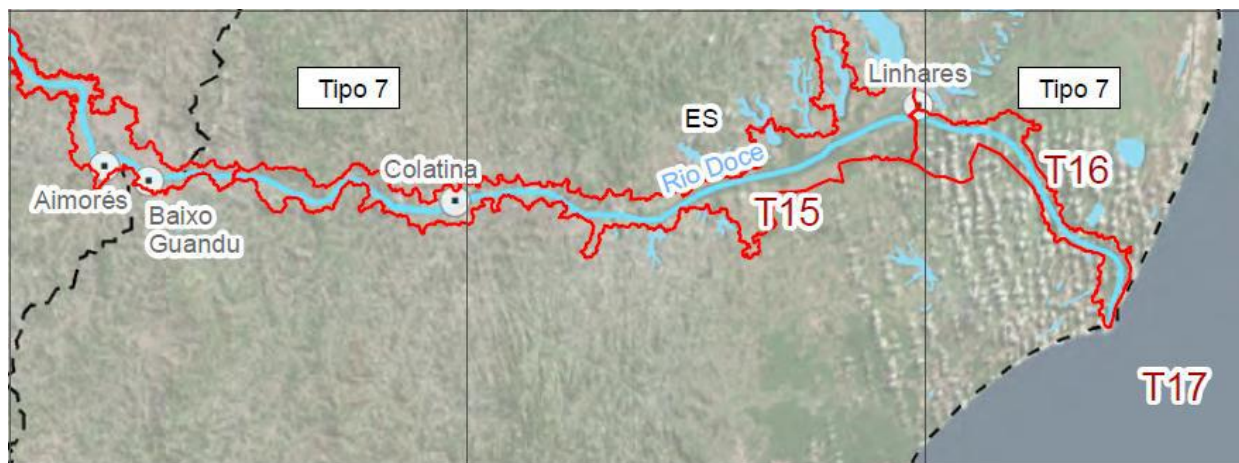 Tipo 7
Linhares
Tipo 7
ES
Rio Doce
T16
Colatina
Aimorés
Baixo
Guandu
T15
T17